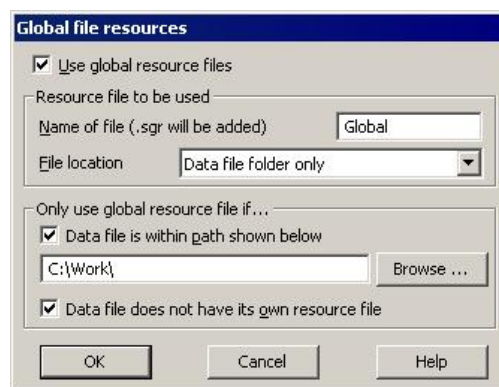 Global file resources
Use global resource files
Resource file to be used
Name of file (.sgr will be added) Global
File location Data file folder only
Only use global resource file if...
Data file is within path shown below
C:\Work\ Browse ...
Data file does not have its own resource file
OK Cancel Help